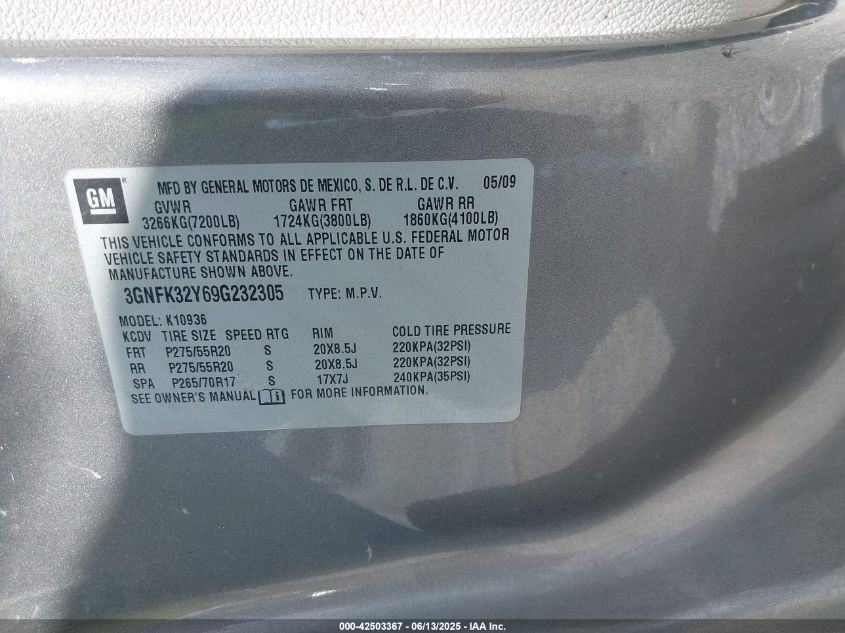 GM
MFD BY GENERAL MOTORS DE MEXICO, S. DE R.L. DE C.V. 05/09
GVWR GAWR FRT GAWR RR
3266KG(7200LB) 1724KG(3800LB) 1860KG(4100LB)
THIS VEHICLE CONFORMS TO ALL APPLICABLE U.S. FEDERAL MOTOR
VEHICLE SAFETY STANDARDS IN EFFECT ON THE DATE OF
MANUFACTURE SHOWN ABOVE.
3GNFK32Y69G232305 TYPE: M.P.V.
MODEL: K10936
KCDV TIRE SIZE SPEED RTG RIM COLD TIRE PRESSURE
FRT P275/55R20 S 20X8.5J 220KPA(32PSI)
RR P275/55R20 S 20X8.5J 220KPA(32PSI)
SPA P265/70R17 S 17X7J 240KPA(35PSI)
SEE OWNER'S MANUAL FOR MORE INFORMATION.
000-42503367 - 06/13/2025 - IAA Inc.